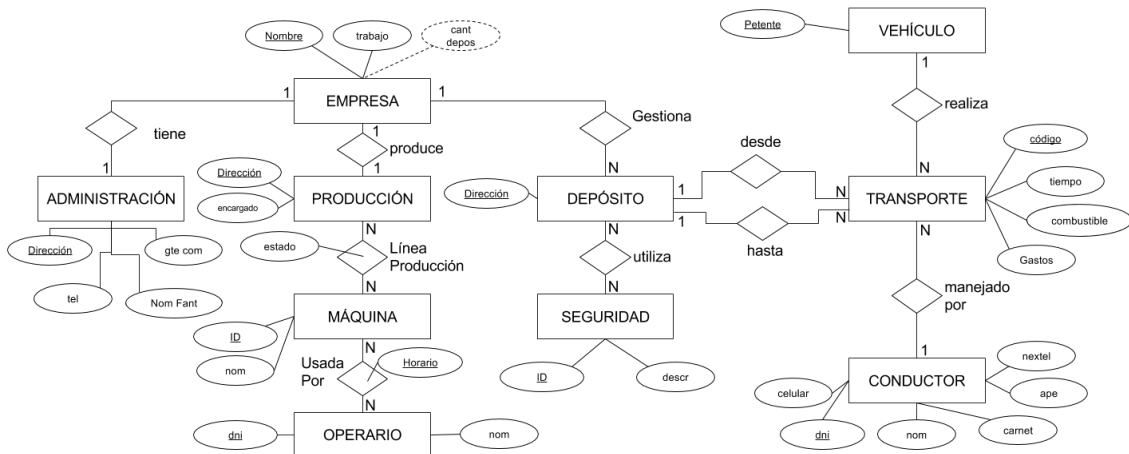 Nombre
trabajo
cant
depos
Petente
VEHÍCULO
1
EMPRESA
1
1
1
tiene
produce
1
Gestiona
realiza
1
N
N
desde
código
tiempo
combustible
Gastos
ADMINISTRACIÓN
Dirección
encargado
PRODUCCIÓN
Dirección
DEPÓSITO
1
N
1
N
hasta
TRANSPORTE
Dirección
gte com
tel
Nom Fant
N
estado
Línea
Producción
N
N
utiliza
N
N
manejado
por
1
MÁQUINA
ID
nom
SEGURIDAD
ID
descr
N
Usada
Por
Horario
N
OPERARIO
dni
nom
CONDUCTOR
celular
dni
nom
carnet
ape
nextel